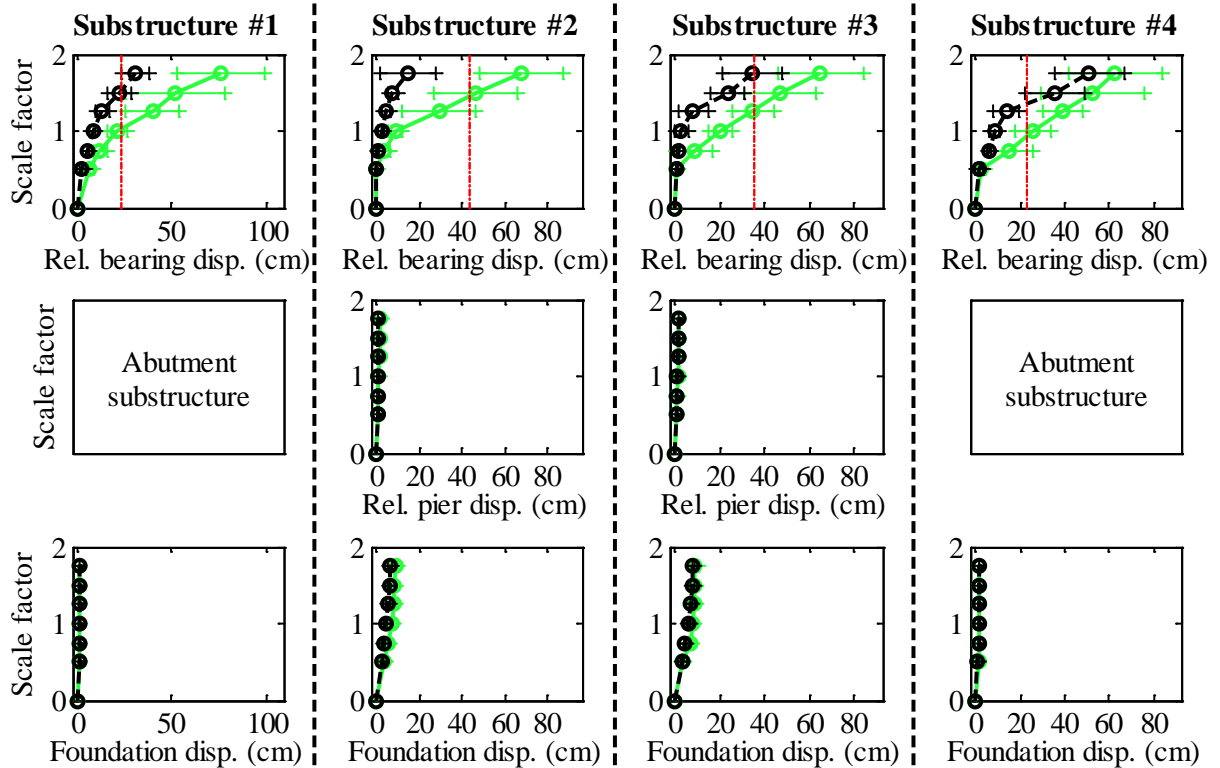 Substructure #1 Substructure #2 Substructure #3 Substructure #4
Scale factor
2
1
0
0 50 100
Rel. bearing disp. (cm)
2
1
0
0 20 40 60 80
Rel. bearing disp. (cm)
2
1
0
0 20 40 60 80
Rel. bearing disp. (cm)
2
1
0
0 20 40 60 80
Rel. bearing disp. (cm)
Abutment
substructure
Scale factor
2
1
0
0 20 40 60 80
Rel. pier disp. (cm)
2
1
0
0 20 40 60 80
Rel. pier disp. (cm)
Abutment
substructure
Scale factor
2
1
0
0 50 100
Foundation disp. (cm)
2
1
0
0 20 40 60 80
Foundation disp. (cm)
2
1
0
0 20 40 60 80
Foundation disp. (cm)
2
1
0
0 20 40 60 80
Foundation disp. (cm)